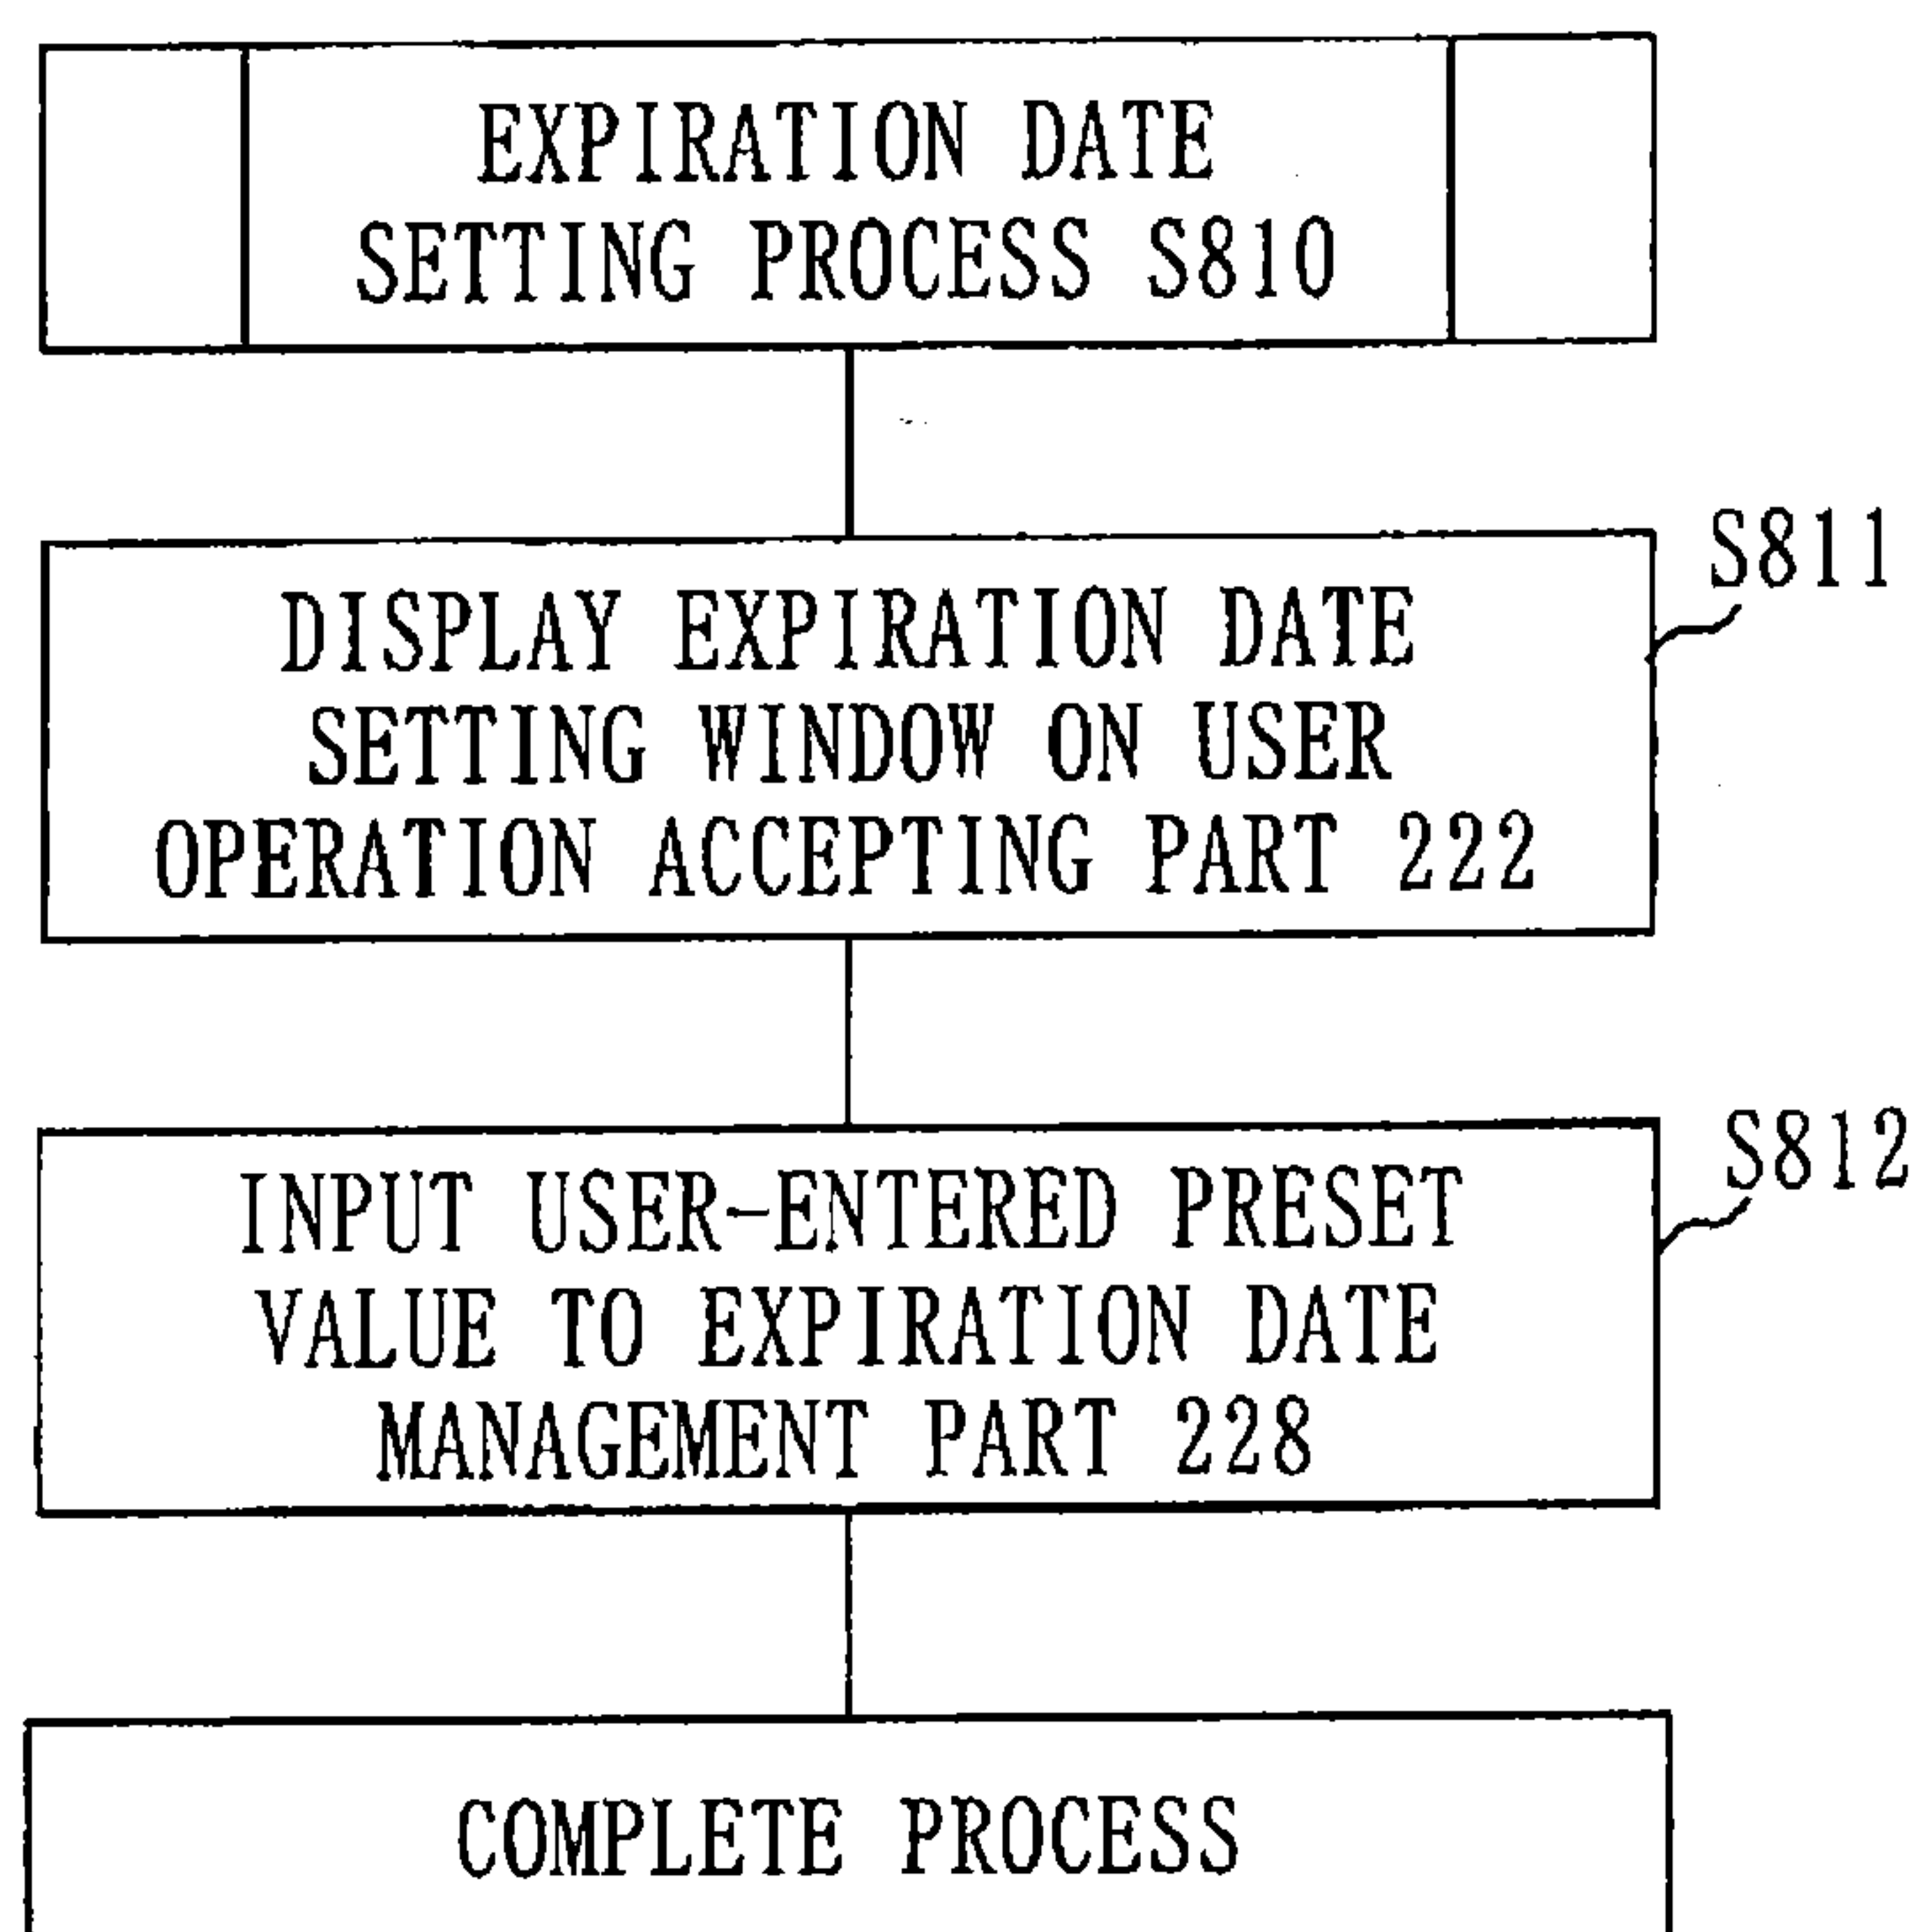 EXPIRATION DATE
SETTING PROCESS S810
S811
DISPLAY EXPIRATION DATE
SETTING WINDOW ON USER
OPERATION ACCEPTING PART 222
S812
INPUT USER-ENTERED PRESET
VALUE TO EXPIRATION DATE
MANAGEMENT PART 228
COMPLETE PROCESS